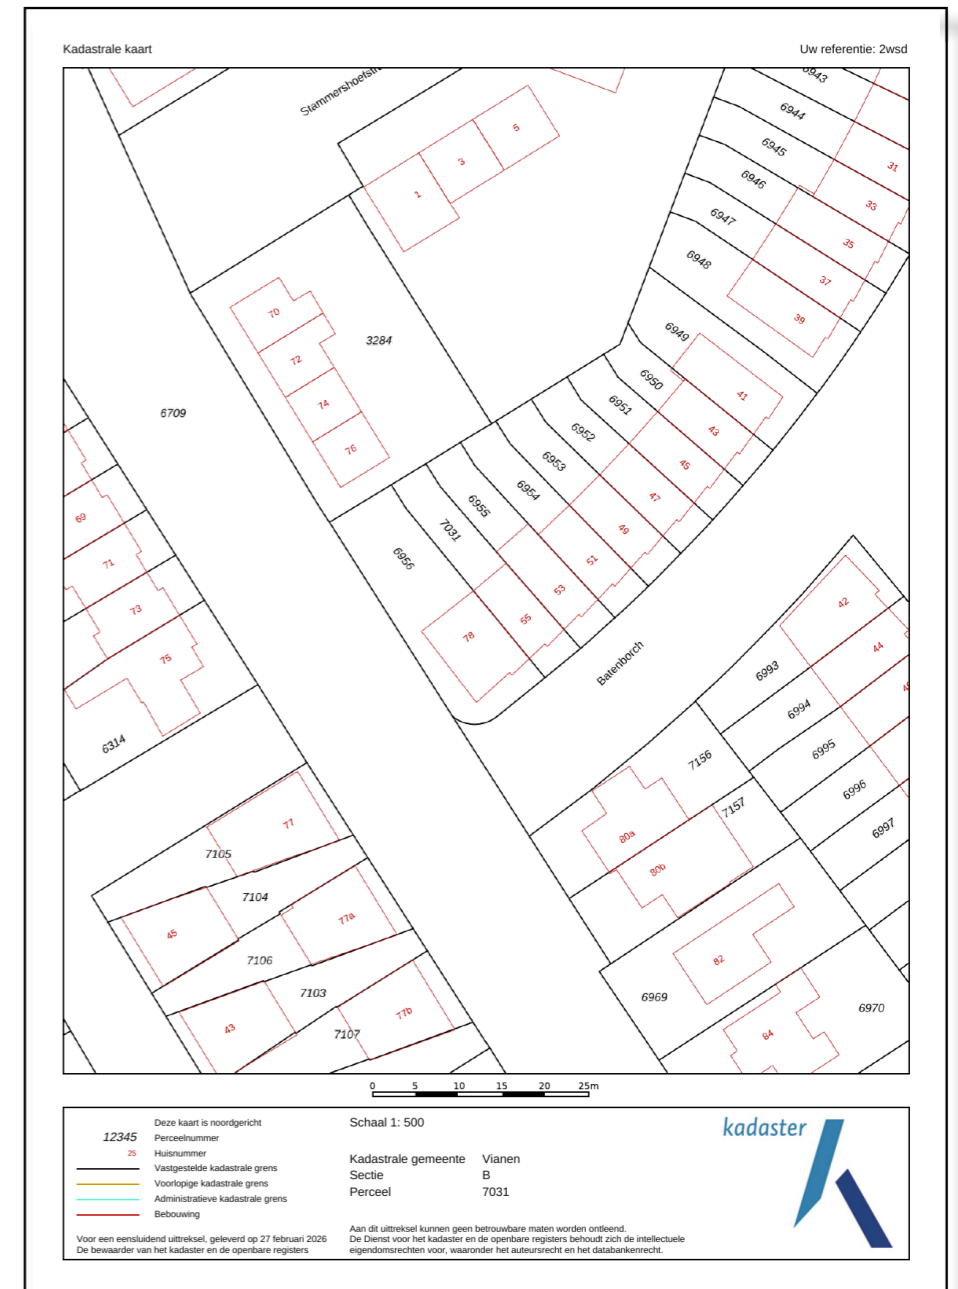 Kadastrale kaart
Uw referentie: 2wsd
Stammershoefstr
6943
6944
6945
6946
6947
6948
6949
6950
6951
6952
6953
6954
6955
7031
6956
31
33
35
37
39
41
43
45
47
49
51
53
55
78
1
3
5
70
72
74
76
3284
6709
69
71
73
75
6314
Batenborch
42
44
6993
6994
6995
6996
6997
7156
7157
80a
80b
82
84
6969
6970
77
7105
7104
45
77a
7106
7103
43
77b
7107
0 5 10 15 20 25m
Deze kaart is noordgericht
12345 Perceelnummer
25 Huisnummer
Vastgestelde kadastrale grens
Voorlopige kadastrale grens
Administratieve kadastrale grens
Bebouwing
Voor een eensluidend uittreksel, geleverd op 27 februari 2026
De bewaarder van het kadaster en de openbare registers
Schaal 1: 500
Kadastrale gemeente Vianen
Sectie B
Perceel 7031
Aan dit uittreksel kunnen geen betrouwbare maten worden ontleend.
De Dienst voor het kadaster en de openbare registers behoudt zich de intellectuele
eigendomsrechten voor, waaronder het auteursrecht en het databankenrecht.
kadaster